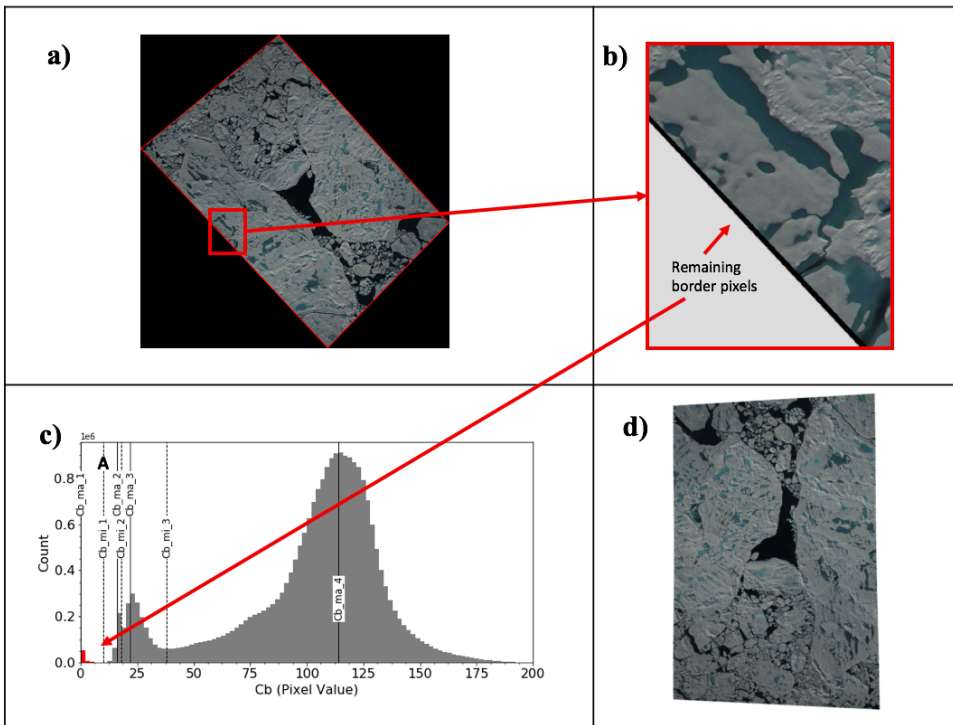 a)
b)
Remaining
border pixels
c)
1e6
A
Cb_ma_1
Cb_mi_1
Cb_ma_2
Cb_mi_2
Cb_ma_3
Cb_mi_3
Cb_ma_4
Count
0.8
0.6
0.4
0.2
0.0
0
25
50
75
100
125
150
175
200
Cb (Pixel Value)
d)